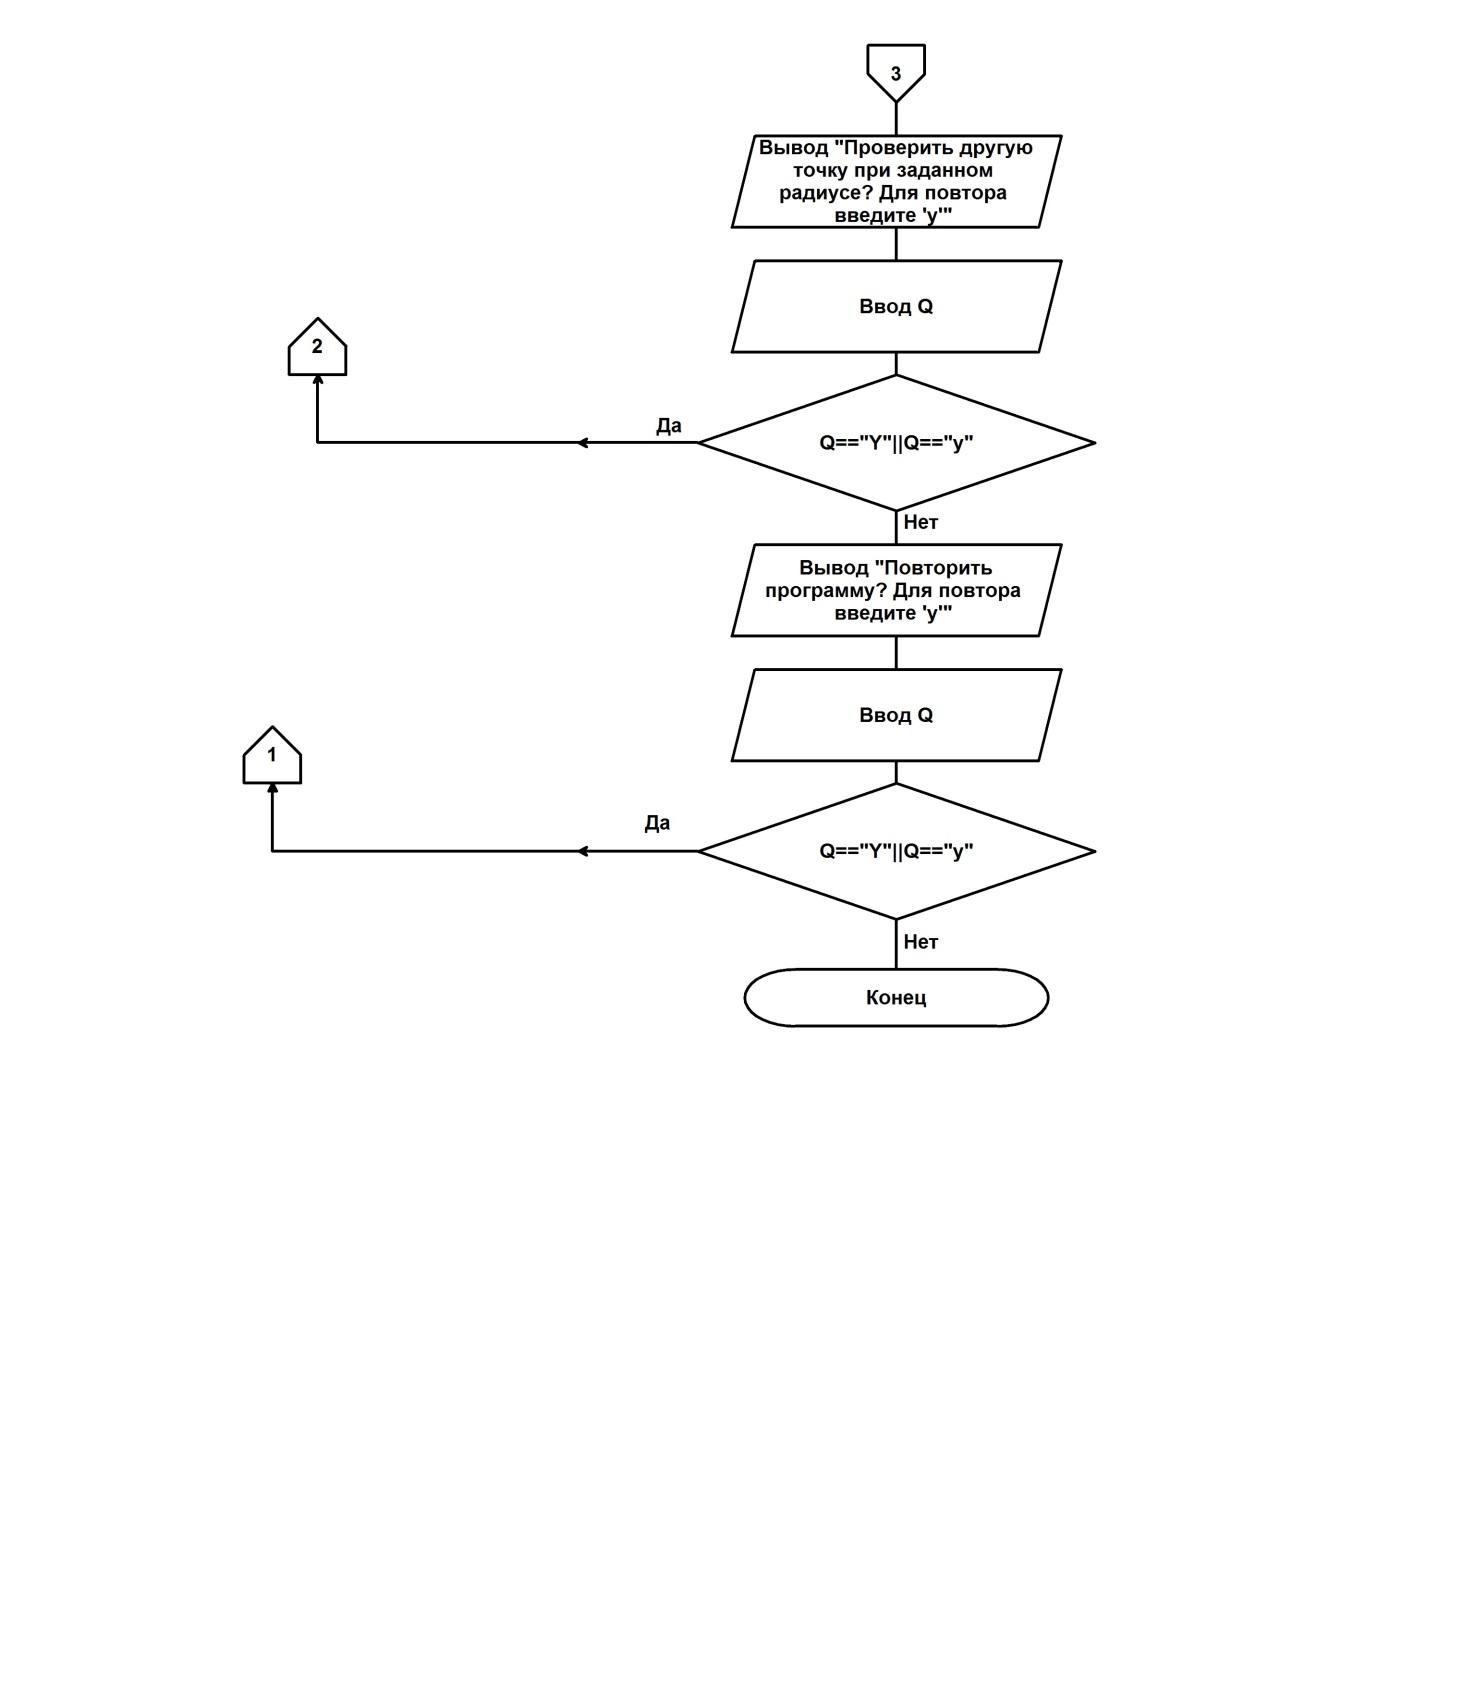 3
Вывод "Проверить другую
точку при заданном
радиусе? Для повтора
введите 'y'"
Ввод Q
2
Да
Q=="Y"||Q=="y"
Нет
Вывод "Повторить
программу? Для повтора
введите 'y'"
Ввод Q
1
Да
Q=="Y"||Q=="y"
Нет
Конец